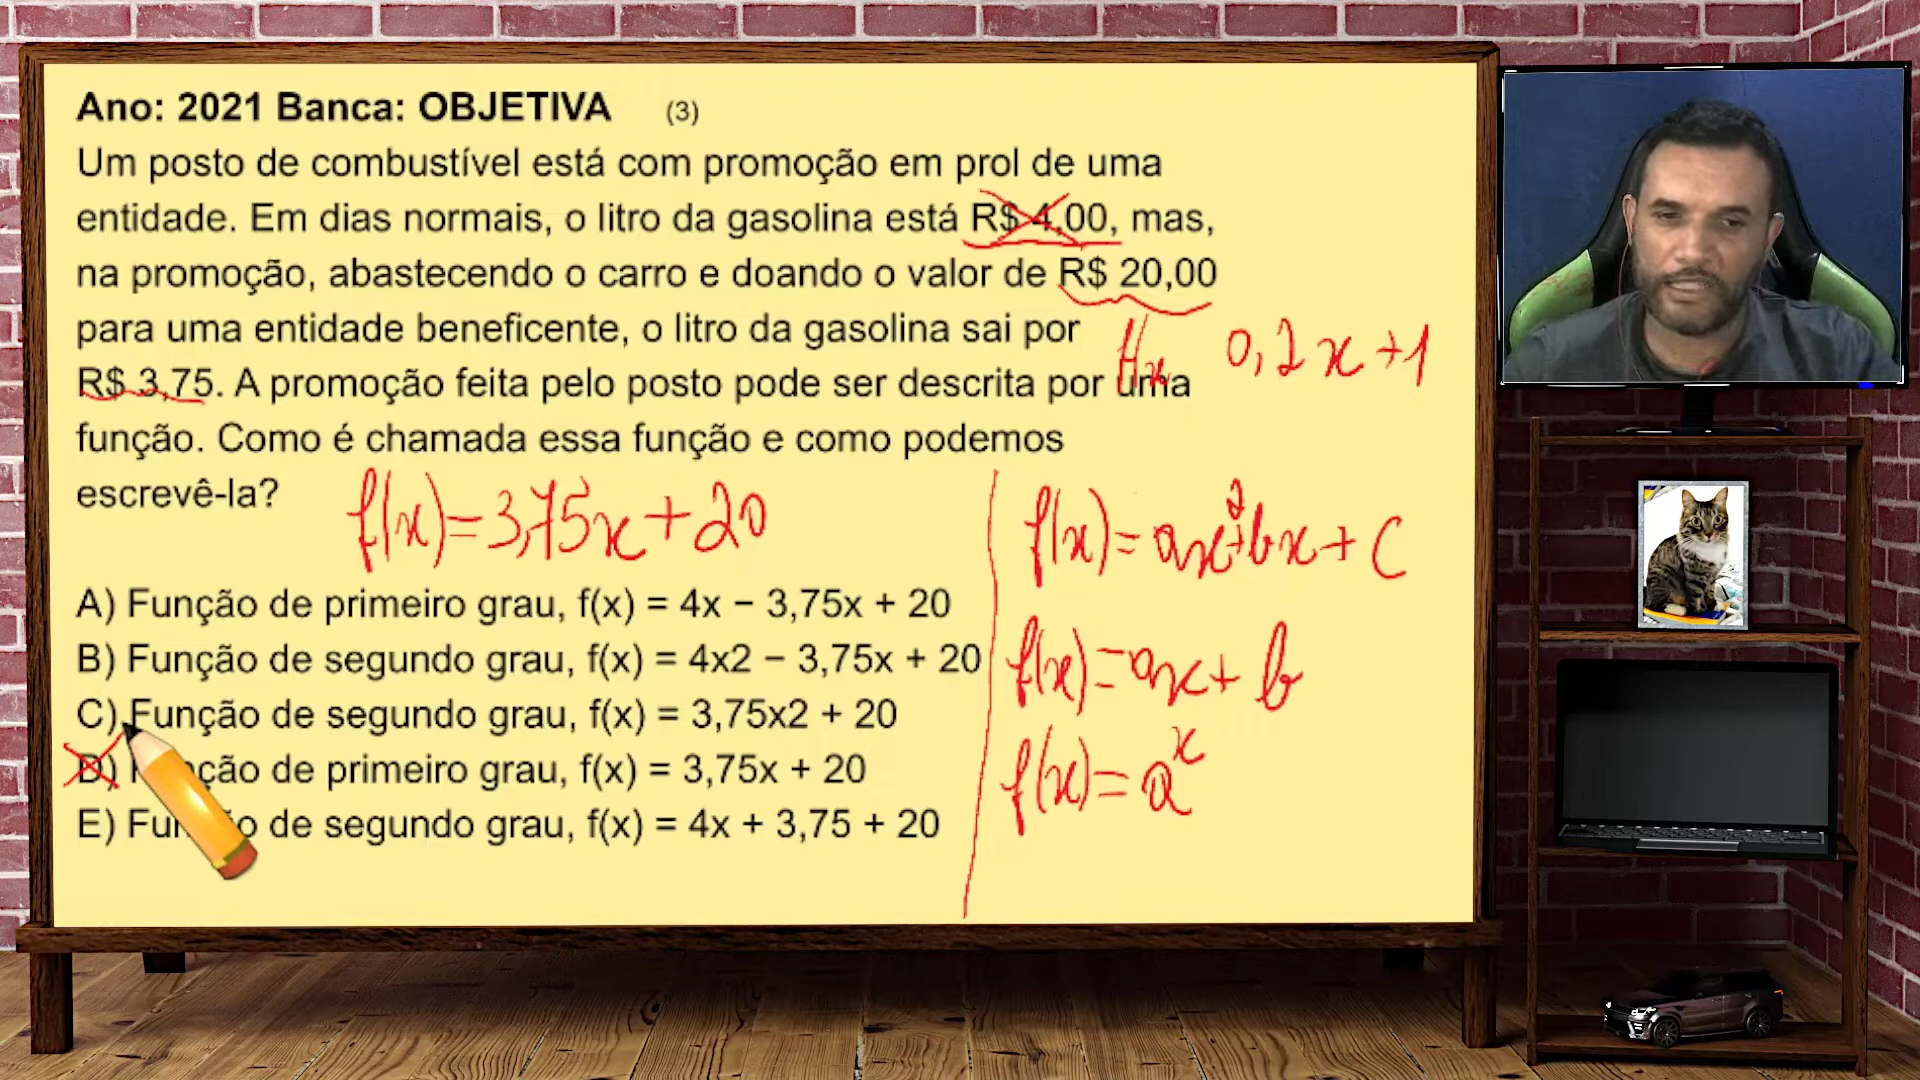 Ano: 2021 Banca: OBJETIVA (3)
Um posto de combustível está com promoção em prol de uma
entidade. Em dias normais, o litro da gasolina está R$ 4,00, mas,
na promoção, abastecendo o carro e doando o valor de R$ 20,00
para uma entidade beneficente, o litro da gasolina sai por
R$ 3,75. A promoção feita pelo posto pode ser descrita por uma
0,2x+1
função. Como é chamada essa função e como podemos
escrevê-la?
f(x)=3,75x+20
A) Função de primeiro grau, f(x) = 4x − 3,75x + 20
B) Função de segundo grau, f(x) = 4x2 − 3,75x + 20
C) Função de segundo grau, f(x) = 3,75x2 + 20
D) Função de primeiro grau, f(x) = 3,75x + 20
E) Função de segundo grau, f(x) = 4x + 3,75 + 20
f(x)=ax²+bx+c
f(x)=ax+b
f(x)=aˣ